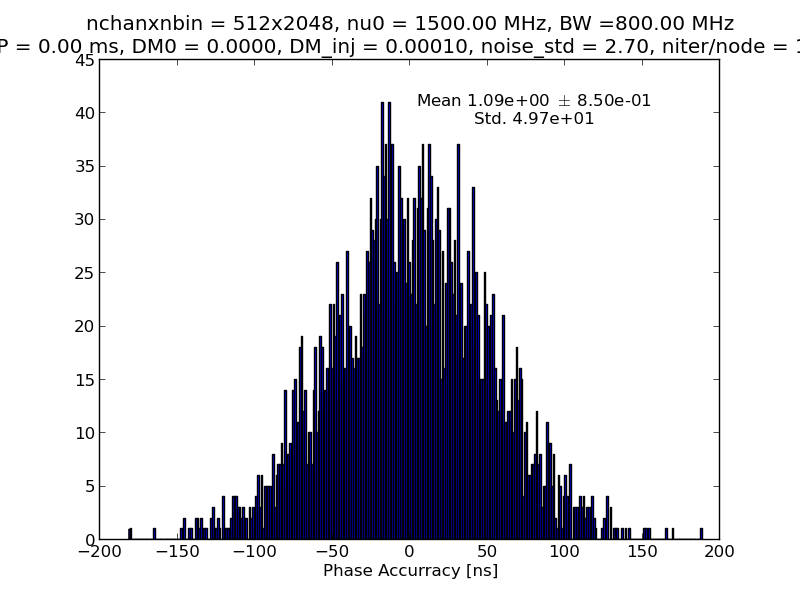 nchanxnbin = 512x2048, nu0 = 1500.00 MHz, BW =800.00 MHz
P = 0.00 ms, DM0 = 0.0000, DM_inj = 0.00010, noise_std = 2.70, niter/node = 1
45
40
35
30
25
20
15
10
5
0
Mean 1.09e+00 ± 8.50e-01
Std. 4.97e+01
−200 −150 −100 −50 0 50 100 150 200
Phase Accurracy [ns]